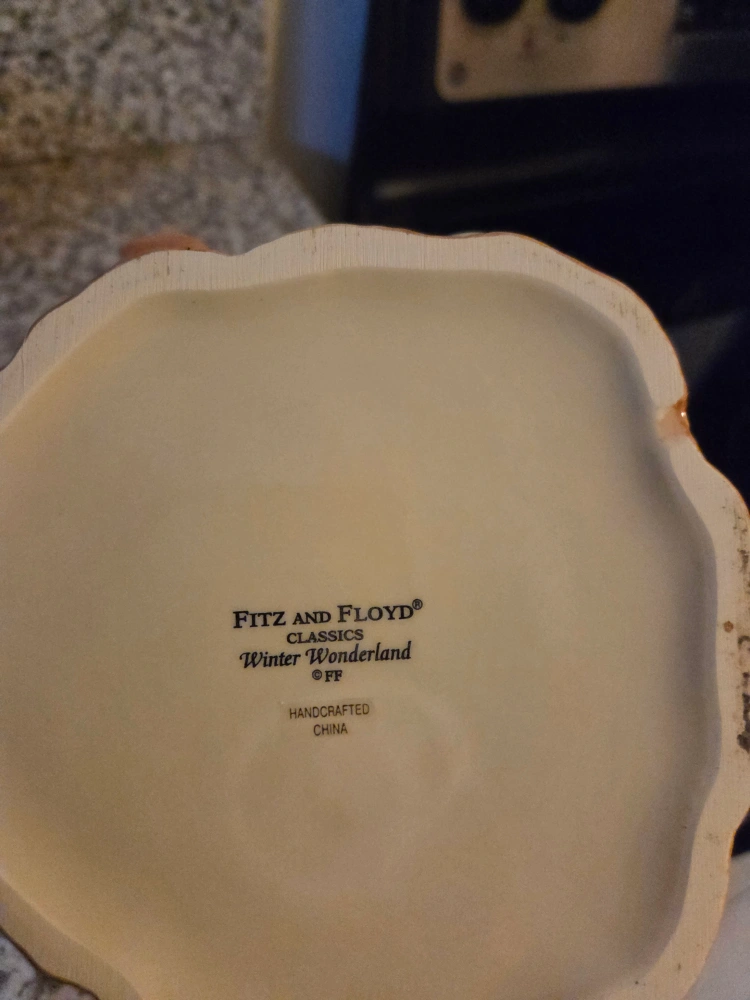 FITZ AND FLOYD®
CLASSICS
Winter Wonderland
© FF
HANDCRAFTED
CHINA